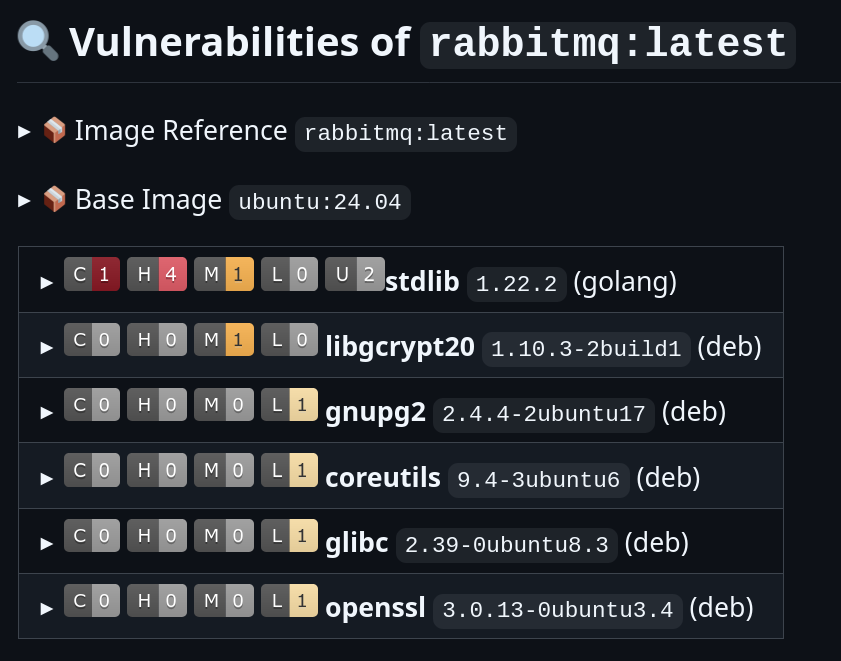 Vulnerabilities of rabbitmq:latest
Image Reference rabbitmq:latest
Base Image ubuntu:24.04
C 1 H 4 M 1 L 0 U 2 stdlib 1.22.2 (golang)
C 0 H 0 M 1 L 0 libgcrypt20 1.10.3-2build1 (deb)
C 0 H 0 M 0 L 1 gnupg2 2.4.4-2ubuntu17 (deb)
C 0 H 0 M 0 L 1 coreutils 9.4-3ubuntu6 (deb)
C 0 H 0 M 0 L 1 glibc 2.39-0ubuntu8.3 (deb)
C 0 H 0 M 0 L 1 openssl 3.0.13-0ubuntu3.4 (deb)